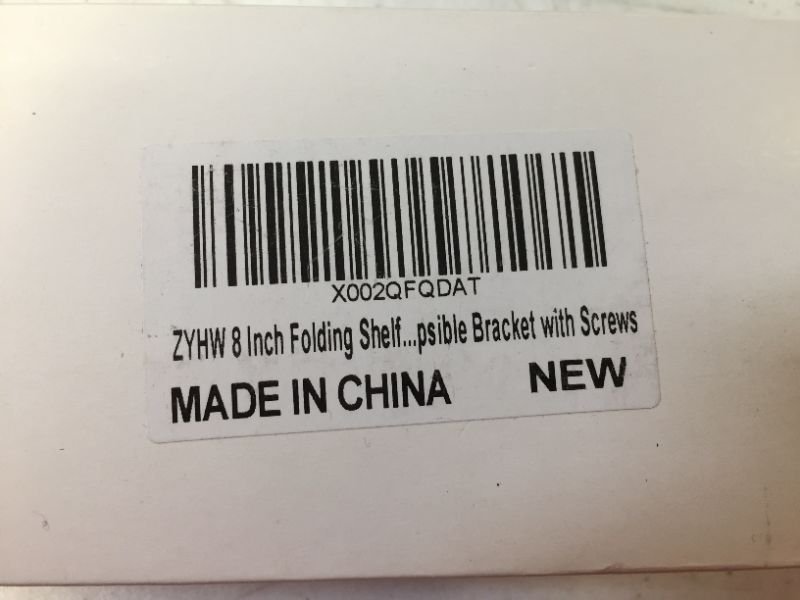 X002QFQDAT
ZYHW 8 Inch Folding Shelf...psible Bracket with Screws
MADE IN CHINA NEW